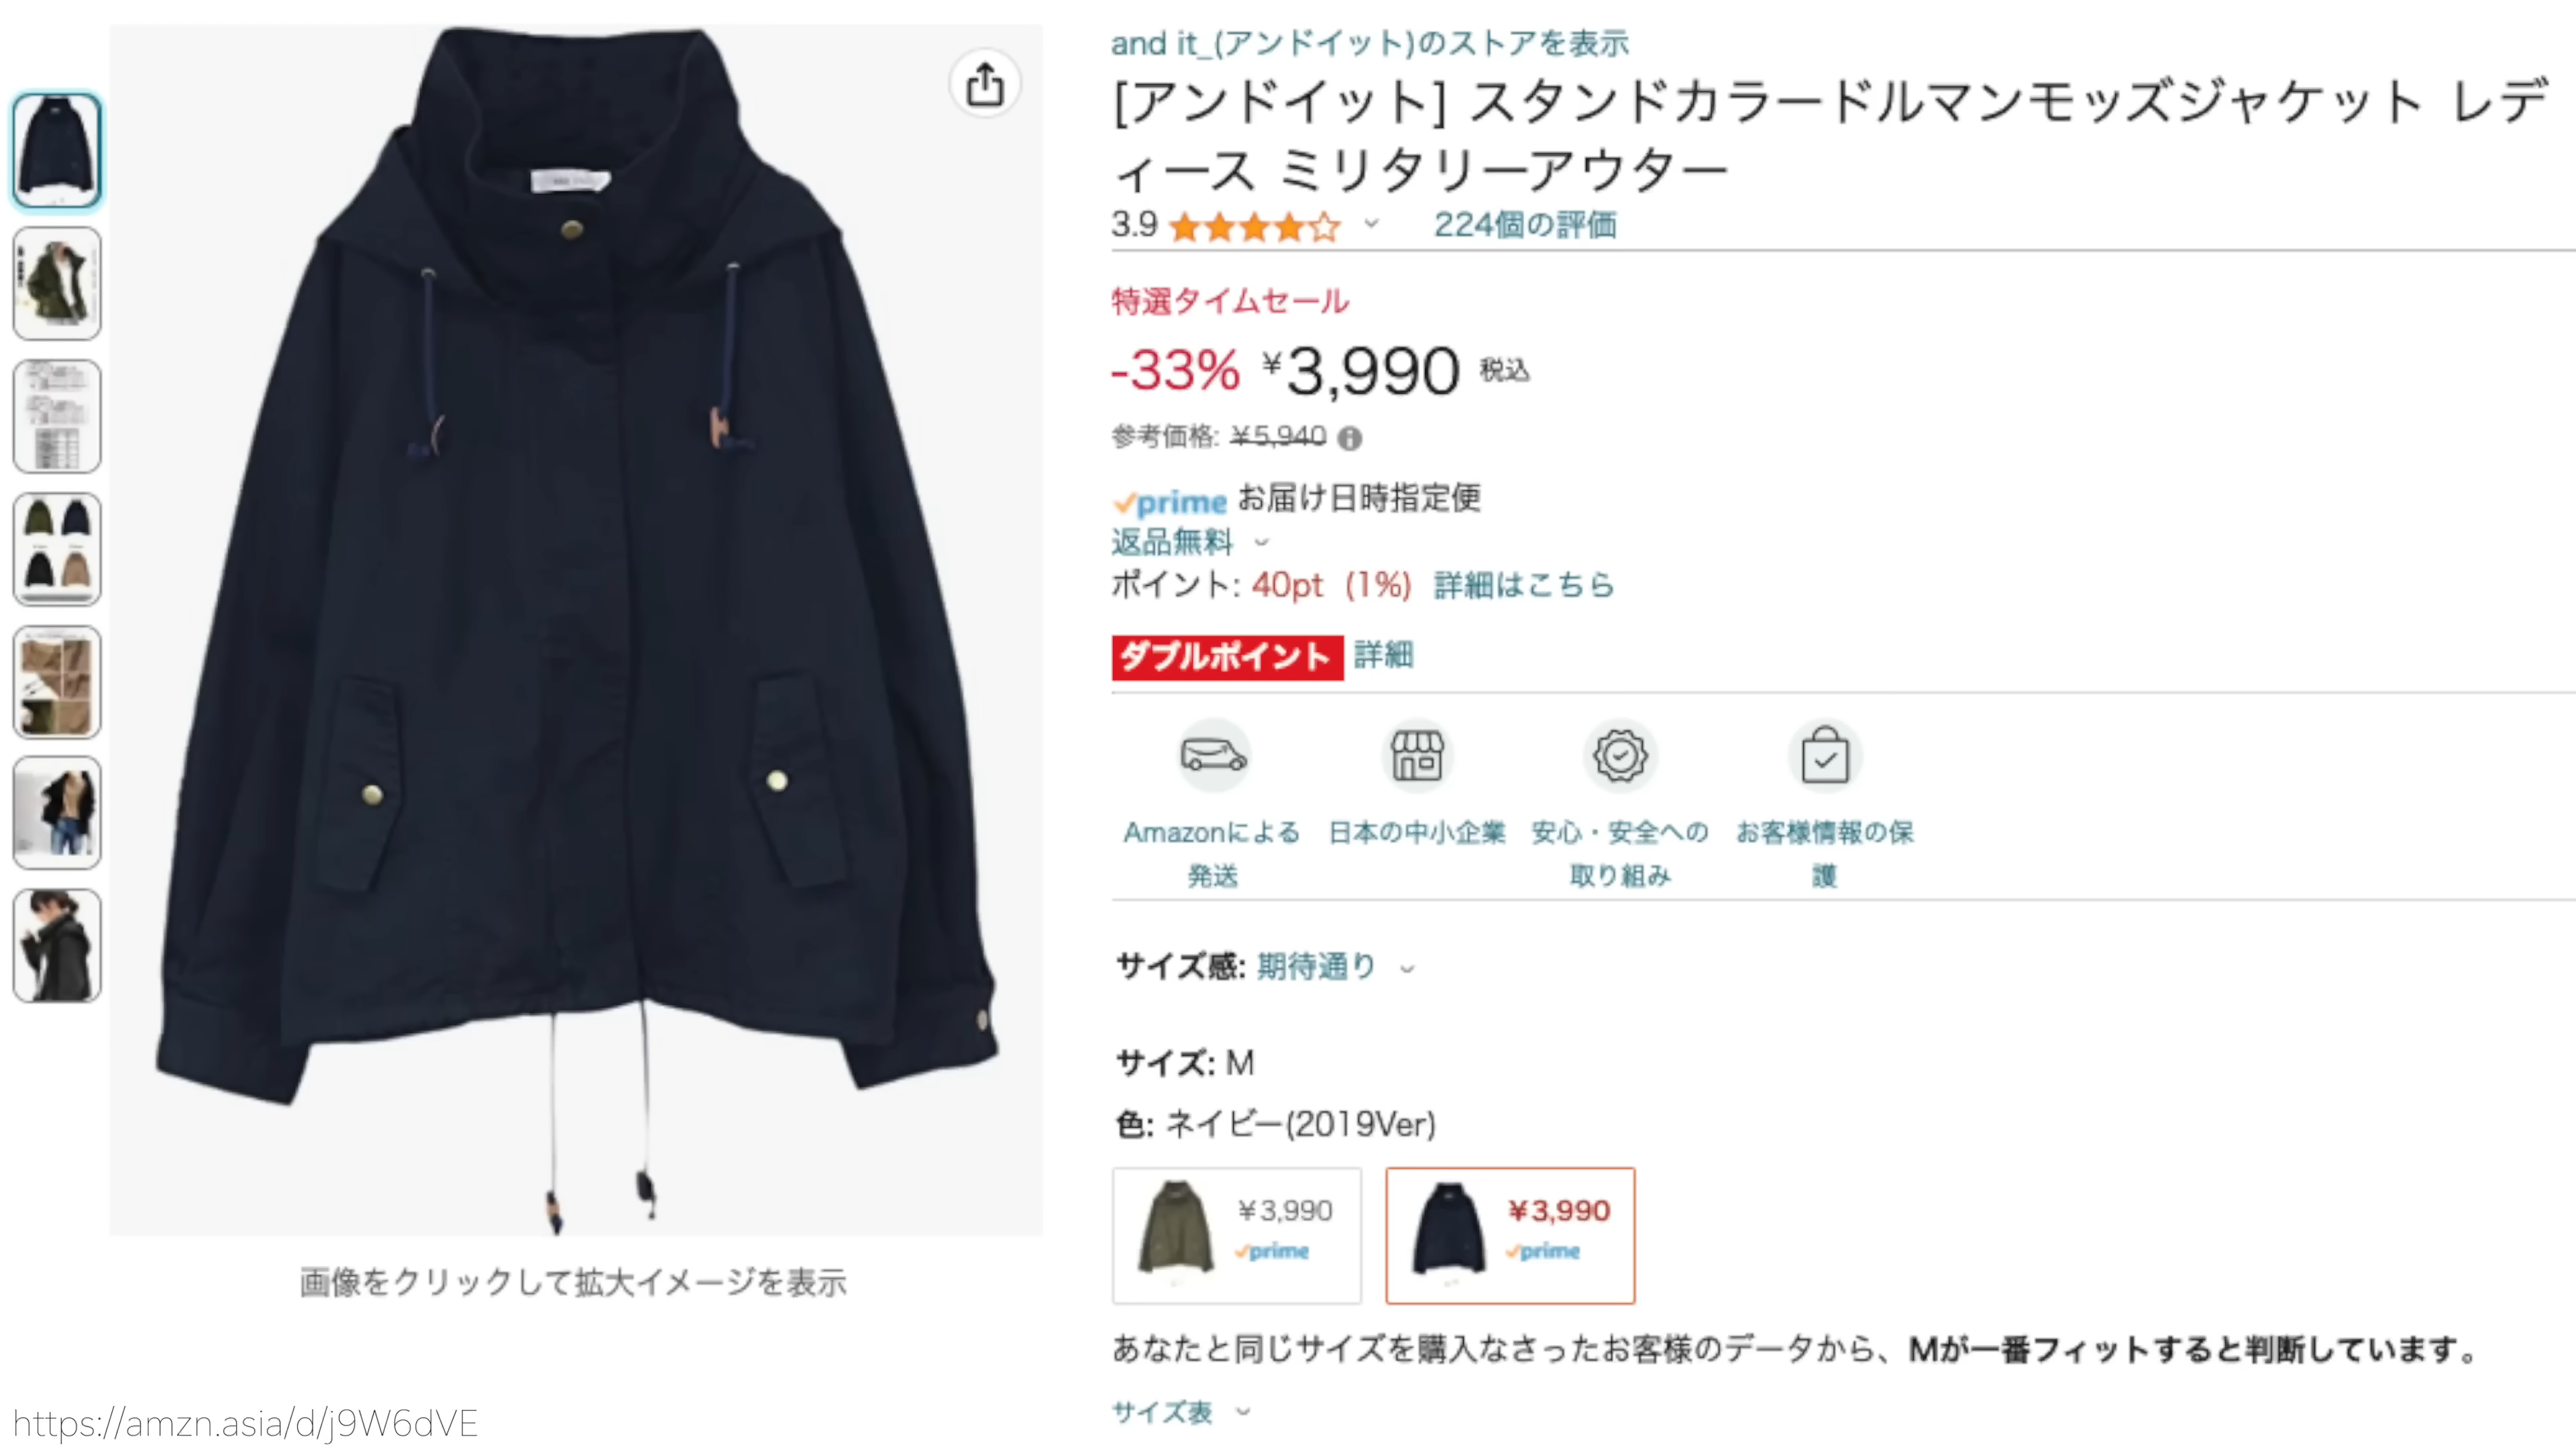 and it_(アンドイット)のストアを表示
[アンドイット] スタンドカラードルマンモッズジャケット レデ
ィース ミリタリーアウター
3.9
224個の評価
特選タイムセール
-33% ¥3,990 税込
参考価格: ¥5,940
prime お届け日時指定便
返品無料
ポイント: 40pt (1%) 詳細はこちら
ダブルポイント 詳細
Amazonによる
発送
日本の中小企業
安心・安全への
取り組み
お客様情報の保
護
サイズ感: 期待通り
サイズ: M
色: ネイビー(2019Ver)
¥3,990
prime
¥3,990
prime
あなたと同じサイズを購入なさったお客様のデータから、Mが一番フィットすると判断しています。
サイズ表
画像をクリックして拡大イメージを表示
https://amzn.asia/d/j9W6dVE